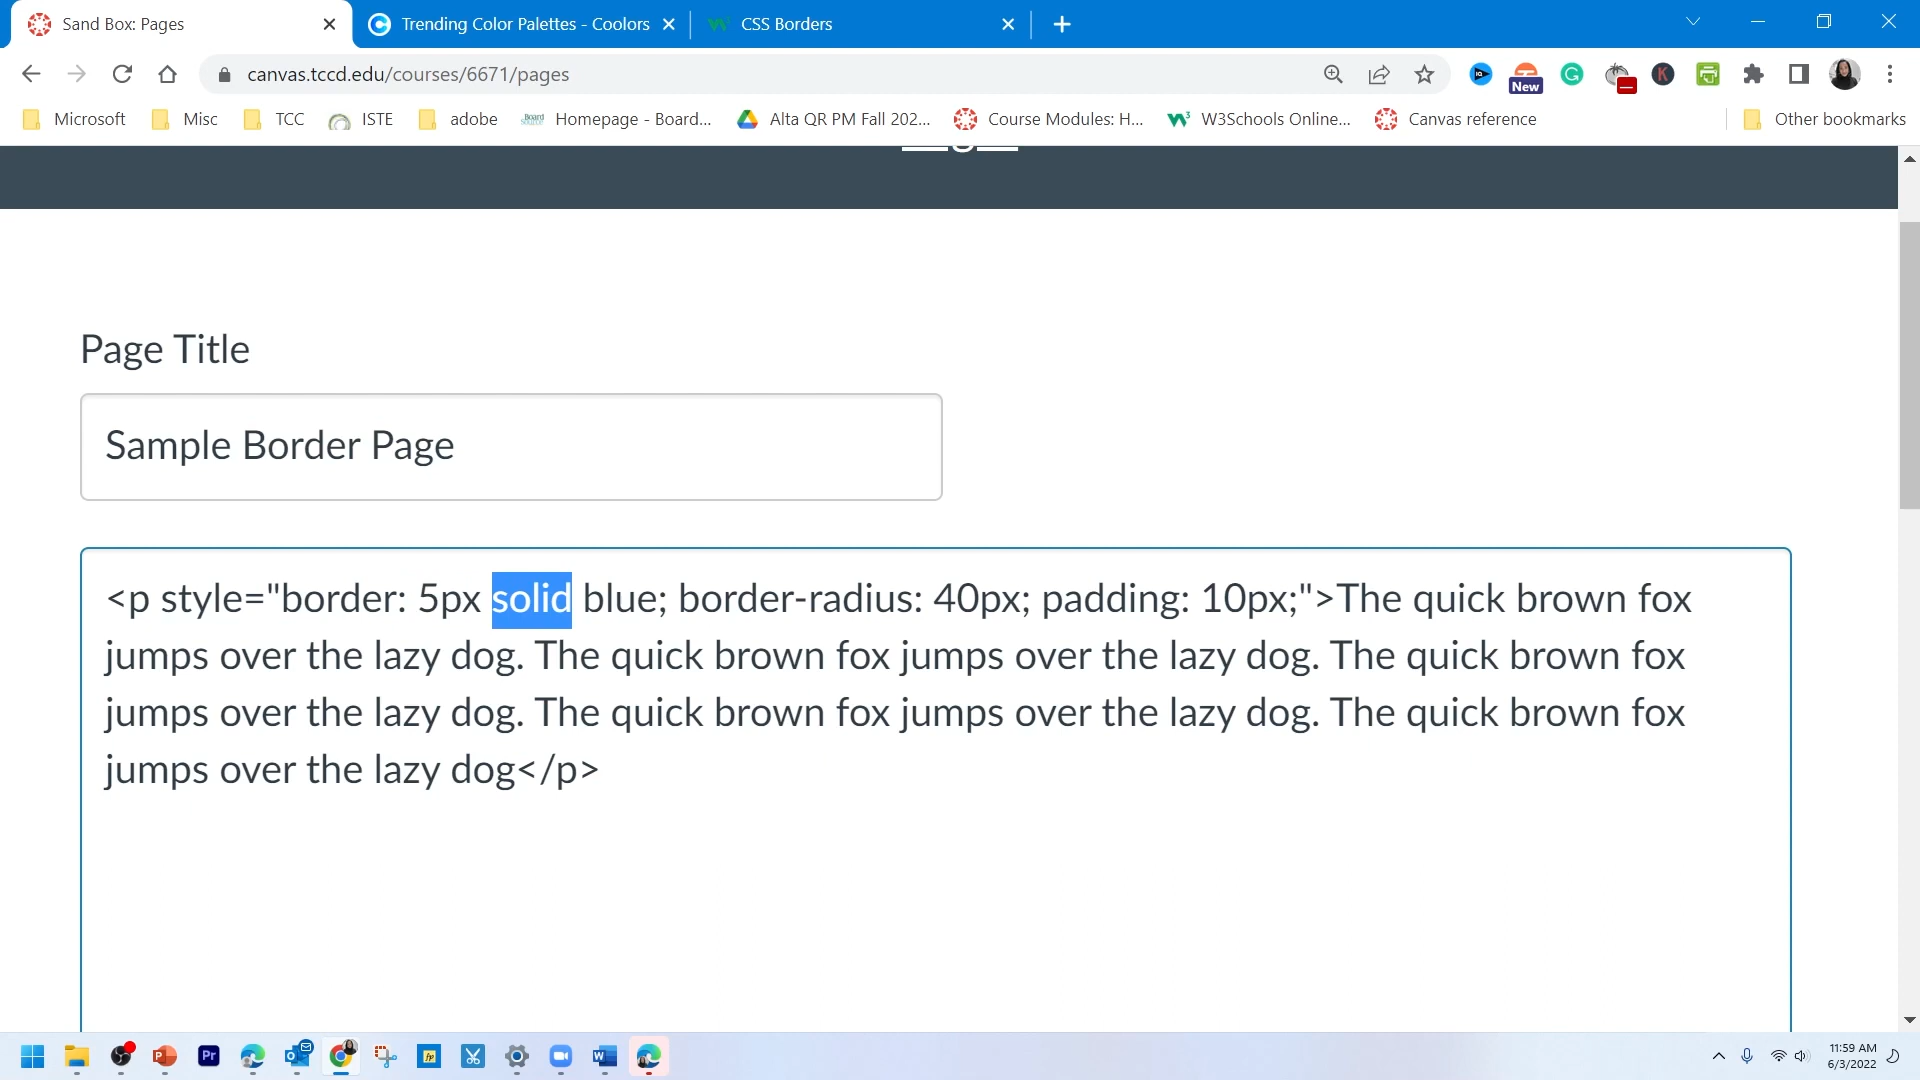 Sand Box: Pages
Trending Color Palettes - Coolors
CSS Borders
canvas.tccd.edu/courses/6671/pages
New
Microsoft
Misc
TCC
ISTE
adobe
Homepage - Board...
Alta QR PM Fall 202...
Course Modules: H...
W3Schools Online...
Canvas reference
Other bookmarks
Page Title
Sample Border Page
<p style="border: 5px solid blue; border-radius: 40px; padding: 10px;">The quick brown fox
jumps over the lazy dog. The quick brown fox jumps over the lazy dog. The quick brown fox
jumps over the lazy dog. The quick brown fox jumps over the lazy dog. The quick brown fox
jumps over the lazy dog</p>
11:59 AM
6/3/2022